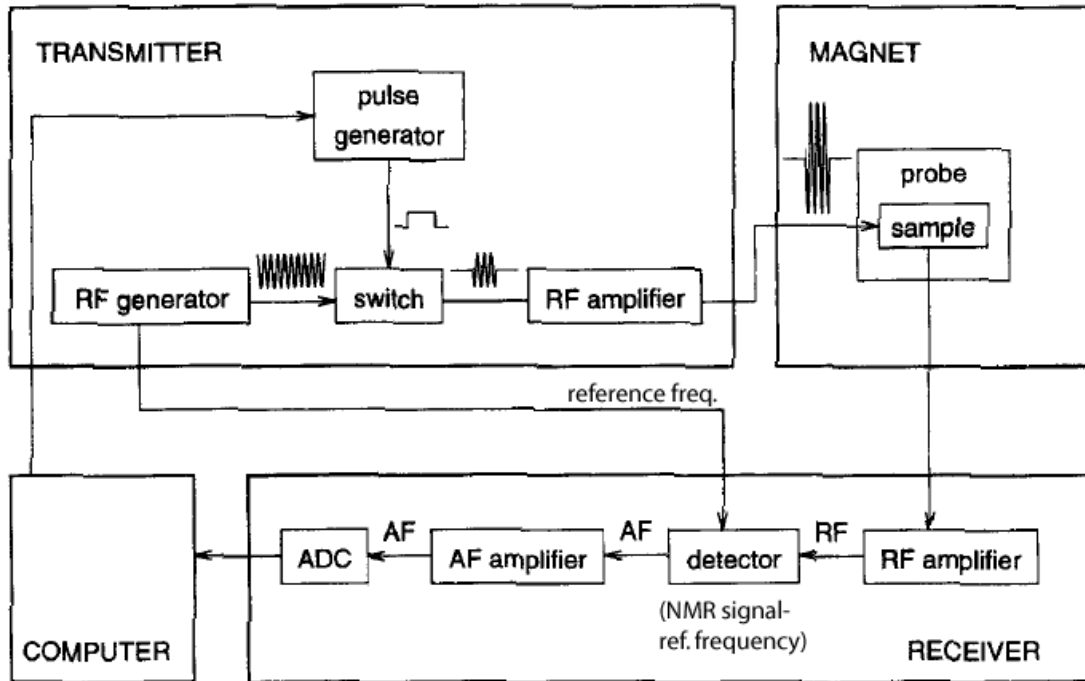 TRANSMITTER
MAGNET
pulse
generator
probe
sample
RF generator
switch
RF amplifier
reference freq.
AF
AF
RF
ADC
AF amplifier
detector
RF amplifier
(NMR signal-
ref. frequency)
COMPUTER
RECEIVER